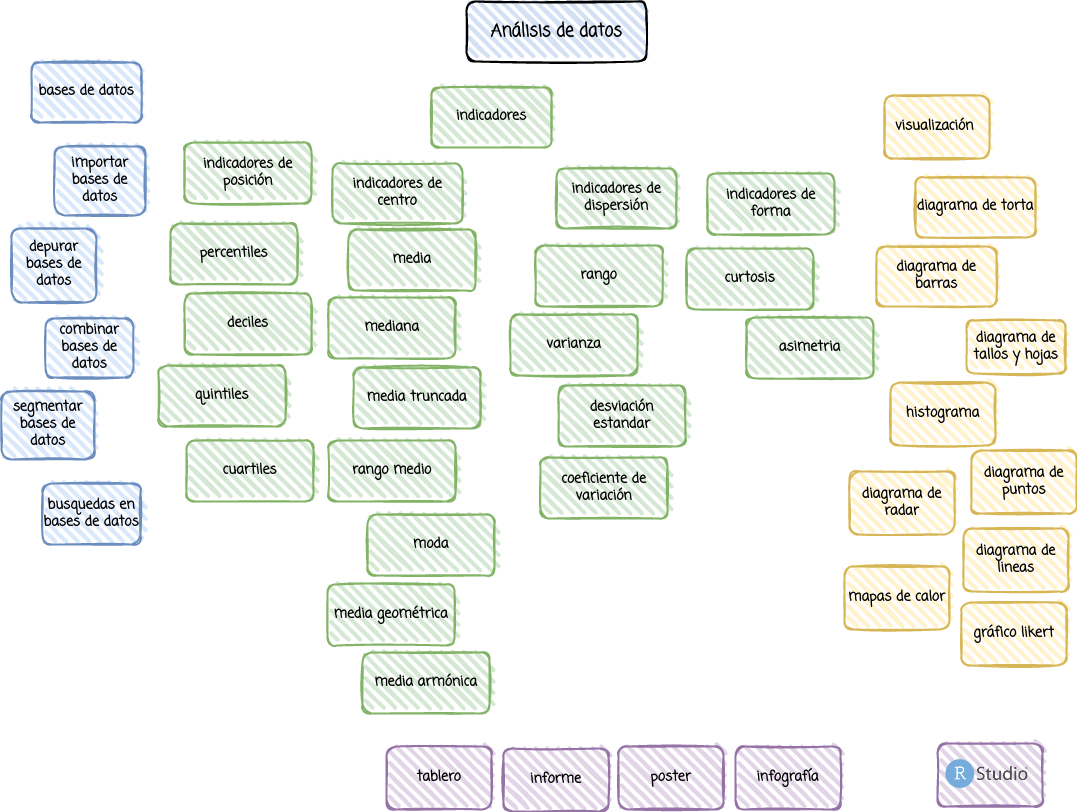 Análisis de datos
bases de datos
importar
bases de
datos
depurar
bases de
datos
combinar
bases de
datos
segmentar
bases de
datos
busquedas en
bases de datos
indicadores
indicadores de
posición
percentiles
deciles
quintiles
cuartiles
indicadores de
centro
media
mediana
media truncada
rango medio
moda
media geométrica
media armónica
indicadores de
dispersión
rango
varianza
desviación
estandar
coeficiente de
variación
indicadores de
forma
curtosis
asimetria
visualización
diagrama de torta
diagrama de
barras
diagrama de
tallos y hojas
histograma
diagrama de
puntos
diagrama de
radar
diagrama de
lineas
mapas de calor
gráfico likert
tablero
informe
poster
infografía
R Studio